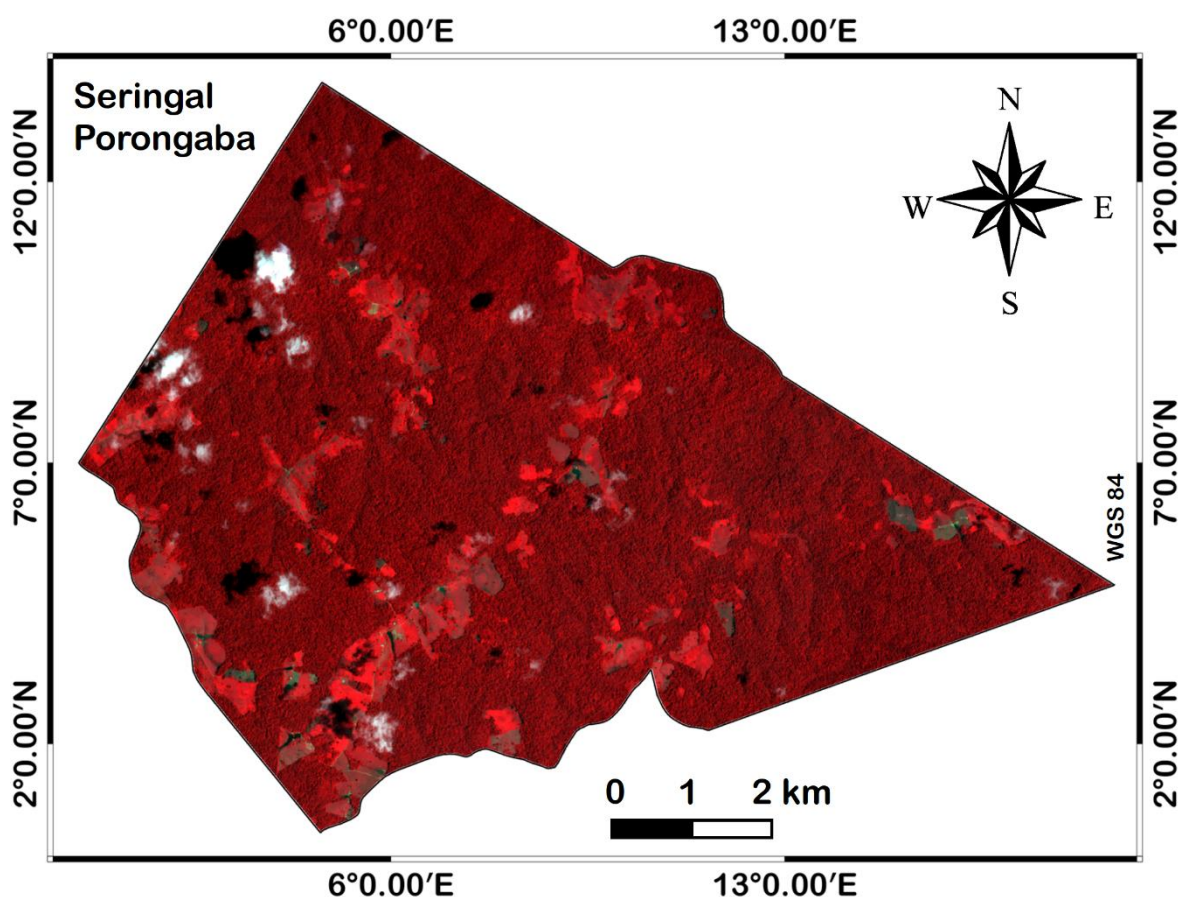 6°0.00′E 13°0.00′E
Seringal
Porongaba
N
W E
S
12°0.00′N 12°0.00′N
7°0.00′N 7°0.00′N
WGS 84
2°0.00′N 2°0.00′N
0 1 2 km
6°0.00′E 13°0.00′E